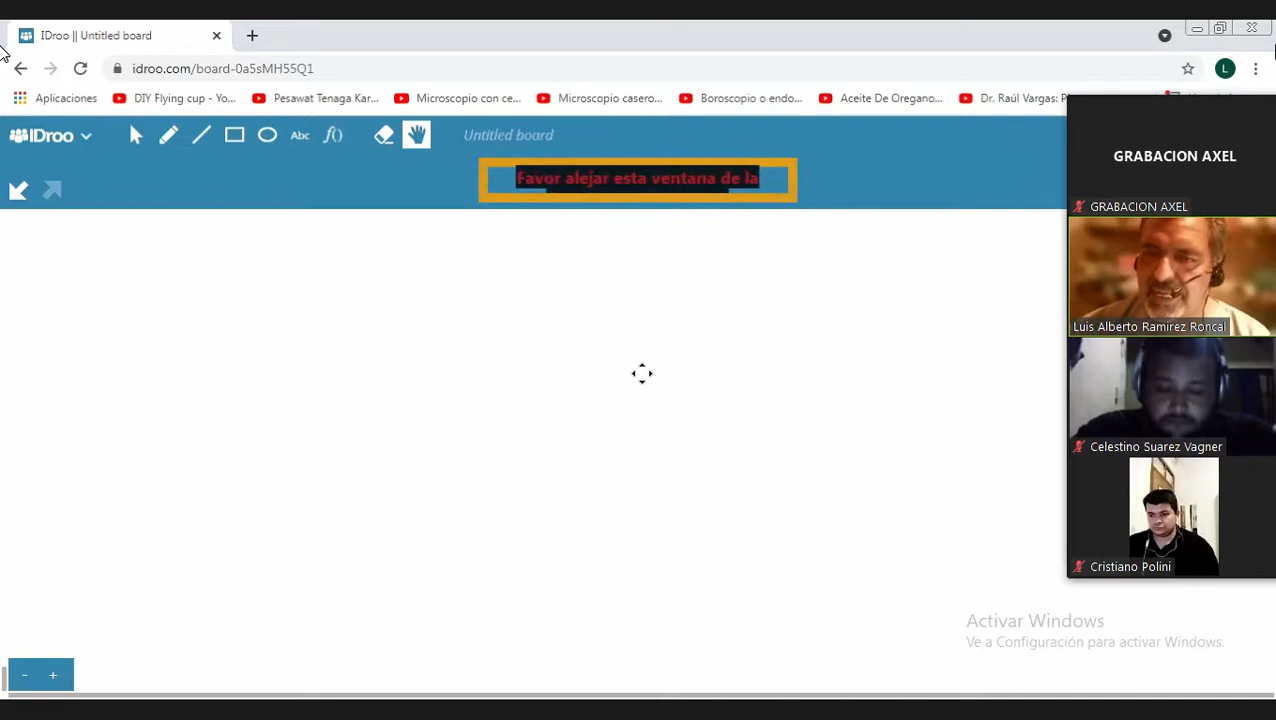 IDroo || Untitled board
idroo.com/board-0a5sMH55Q1
L
Aplicaciones
DIY Flying cup - Yo...
Pesawat Tenaga Kar...
Microscopio con ce...
Microscopio casero...
Boroscopio o endo...
Aceite De Oregano...
Dr. Raúl Vargas: P
IDroo
Abc
f()
Untitled board
Favor alejar esta ventana de la
GRABACION AXEL
GRABACION AXEL
Luis Alberto Ramirez Roncal
Celestino Suarez Vagner
Cristiano Polini
Activar Windows
Ve a Configuración para activar Windows.
- +